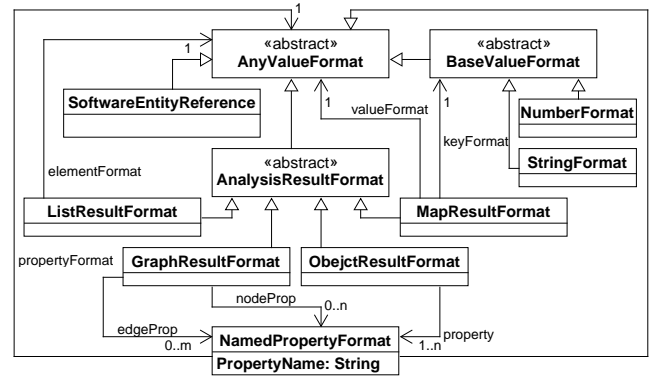 1
«abstract»
AnyValueFormat
«abstract»
BaseValueFormat
1
SoftwareEntityReference
1
valueFormat
1
NumberFormat
keyFormat
StringFormat
elementFormat
«abstract»
AnalysisResultFormat
ListResultFormat
MapResultFormat
propertyFormat
GraphResultFormat
ObejctResultFormat
nodeProp
0..n
edgeProp
0..m
NamedPropertyFormat
property
1..n
PropertyName: String